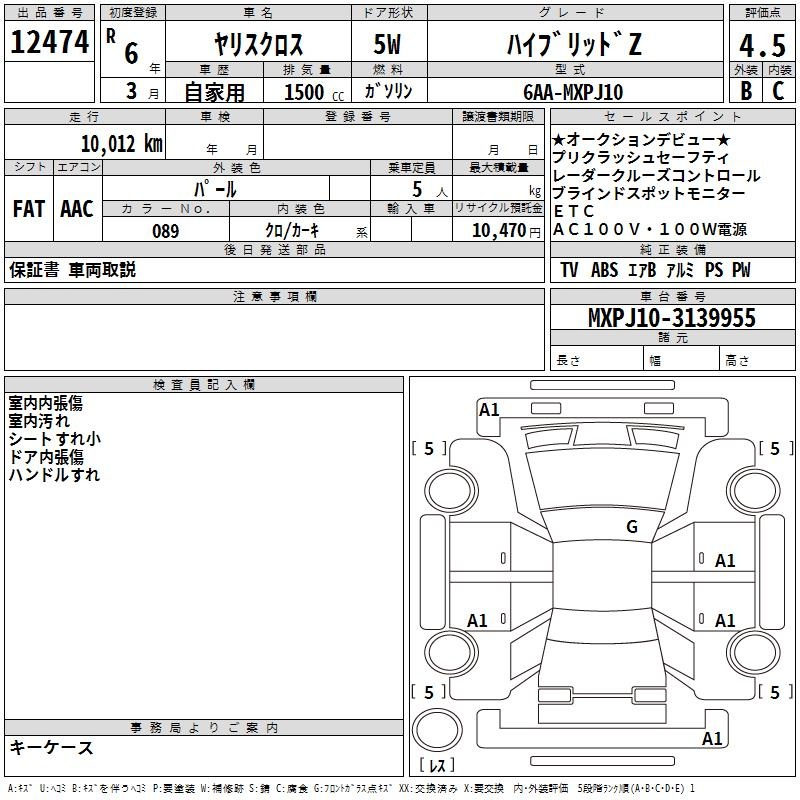 出品番号 初度登録 車名 ドア形状 グレード 評価点
12474 R 6 年 ヤリスクロス 5W ハイブリッドZ 4.5
車歴 排気量 燃料 型式 外装 内装
3 月 自家用 1500 CC ガソリン 6AA-MXPJ10 B C
走行 車検 登録番号 譲渡書類期限 セールスポイント
10,012 km 年 月 月 日
★オークションデビュー★
プリクラッシュセーフティ
レーダークルーズコントロール
ブラインドスポットモニター
ETC
AC100V・100W電源
シフト エアコン 外装色 乗車定員 最大積載量
FAT AAC パール 5 人 kg
カラーNo. 内装色 輸入車 リサイクル預託金
089 クロ/カーキ 系 10,470 円
後日発送部品 純正装備
保証書 車両取説 TV ABS エアB アルミ PS PW
注意事項欄 車台番号
MXPJ10-3139955
諸元
長さ 幅 高さ
検査員記入欄
室内内張傷
室内汚れ
シートすれ小
ドア内張傷
ハンドルすれ
A1
[ 5 ] [ 5 ]
G
A1
A1 A1
[ 5 ] [ 5 ]
A1
[ レス ]
事務局よりご案内
キーケース
A:キズ U:ヘコミ B:キズを伴うヘコミ P:要塗装 W:補修跡 S:錆 C:腐食 G:フロントガラス点キズ XX:交換済み X:要交換 内・外装評価 5段階ランク順(A・B・C・D・E) 1